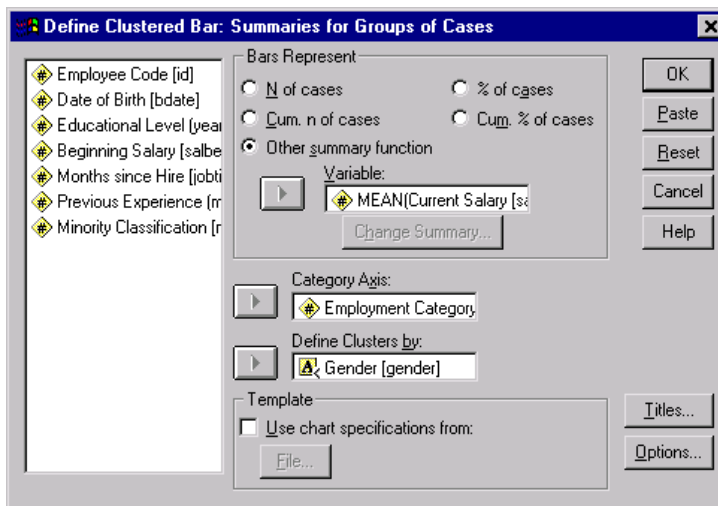 Define Clustered Bar: Summaries for Groups of Cases
Employee Code [id]
Date of Birth [bdate]
Educational Level (year
Beginning Salary [salbe
Months since Hire [jobti
Previous Experience (m
Minority Classification [r
Bars Represent
N of cases
% of cases
Cum. n of cases
Cum. % of cases
Other summary function
Variable:
MEAN(Current Salary [sa
Change Summary...
Category Axis:
Employment Category
Define Clusters by:
Gender [gender]
Template
Use chart specifications from:
File...
OK
Paste
Reset
Cancel
Help
Titles...
Options...